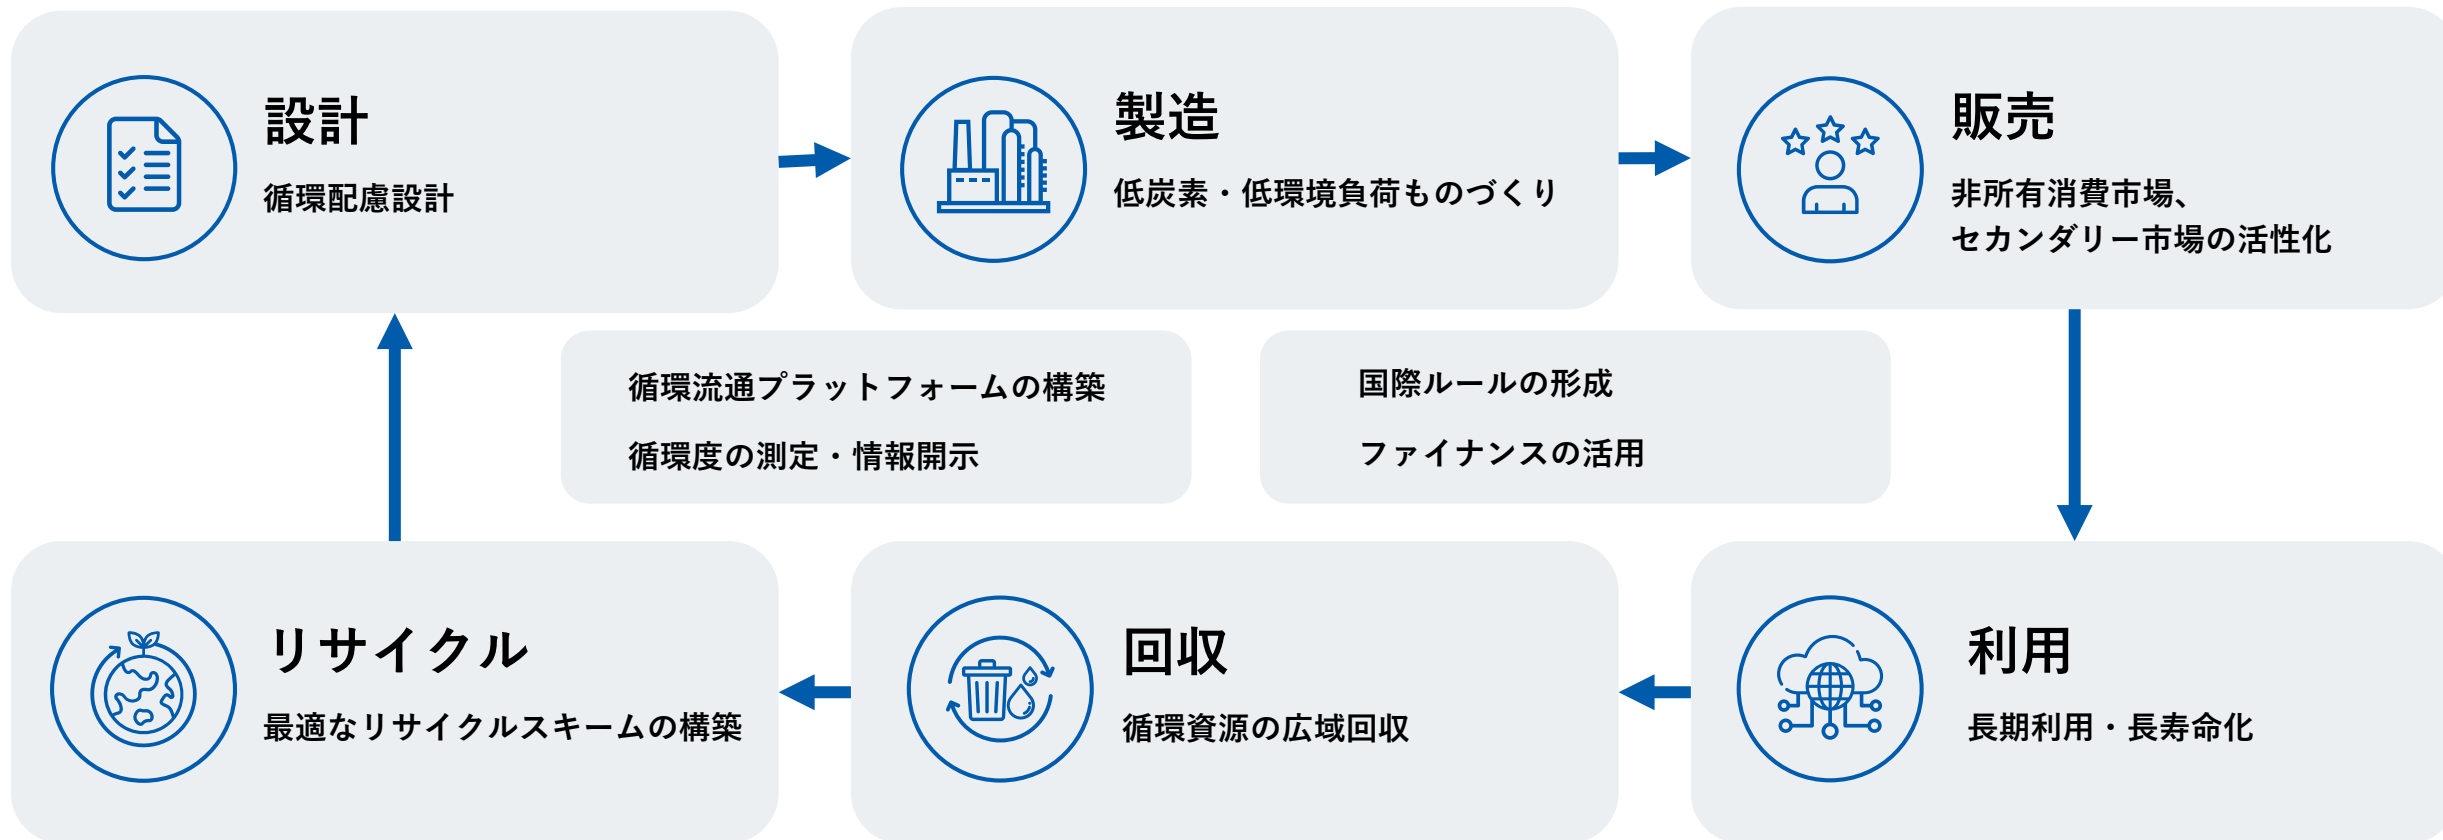 設計
循環配慮設計
製造
低炭素・低環境負荷ものづくり
販売
非所有消費市場、
セカンダリー市場の活性化
循環流通プラットフォームの構築
循環度の測定・情報開示
国際ルールの形成
ファイナンスの活用
リサイクル
最適なリサイクルスキームの構築
回収
循環資源の広域回収
利用
長期利用・長寿命化